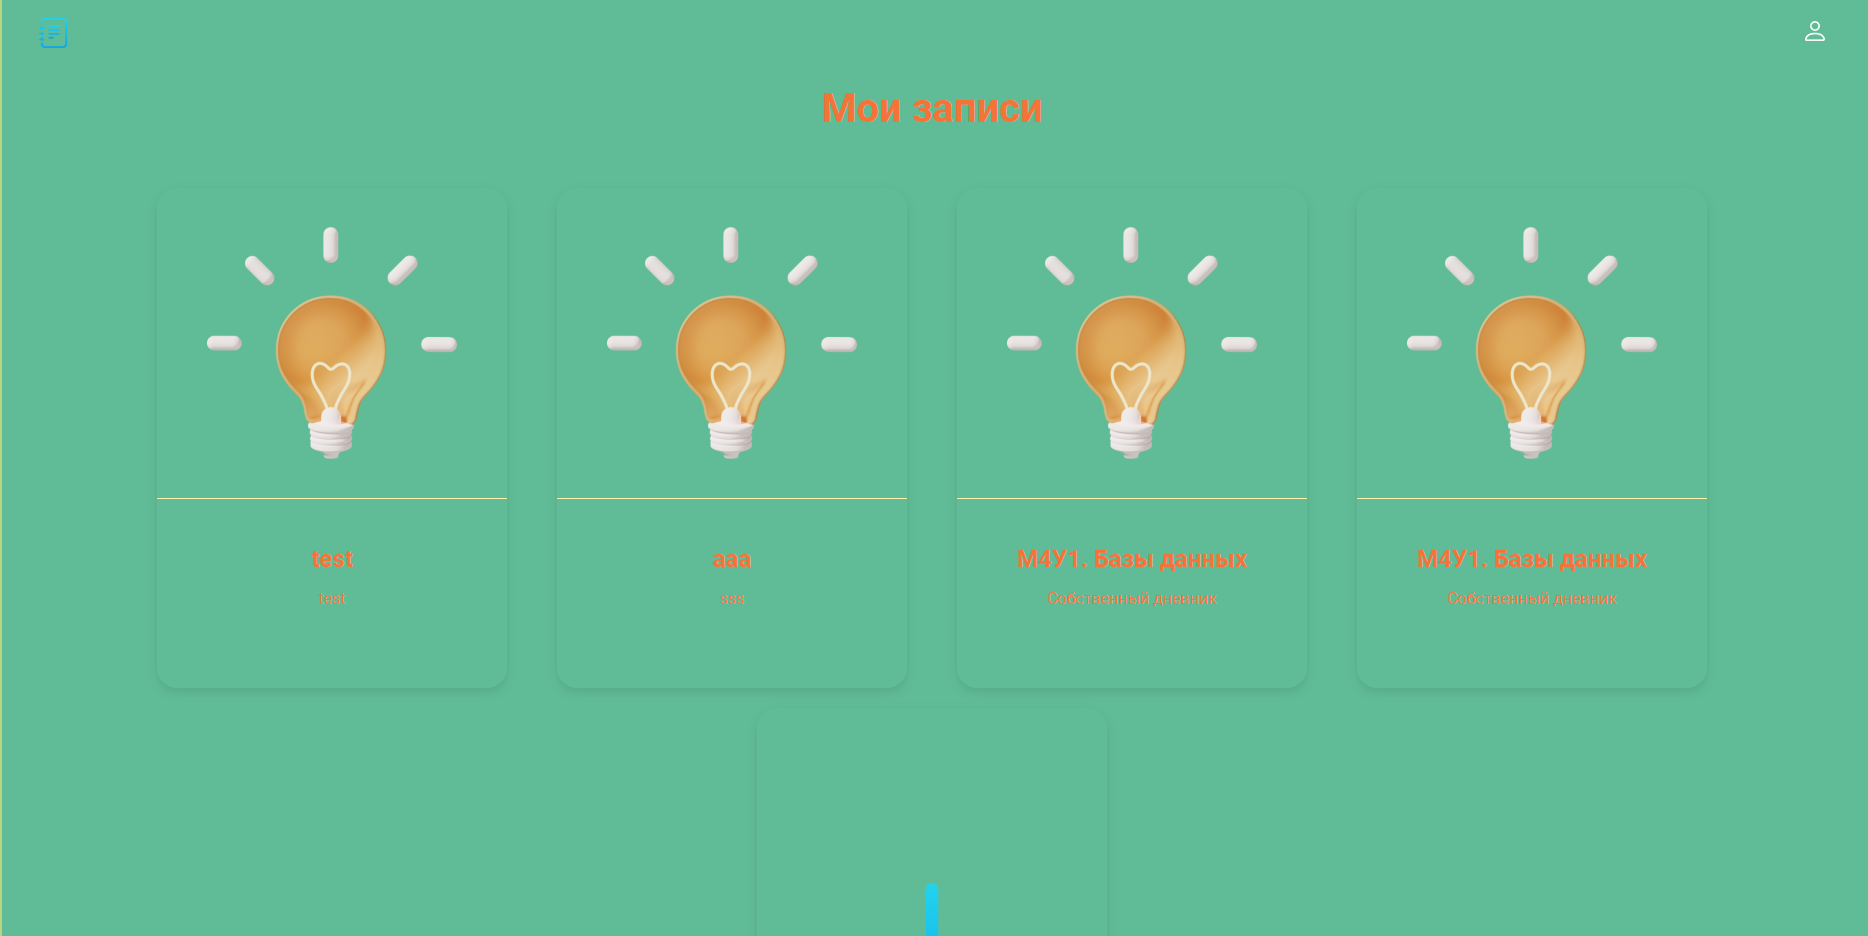 Мои записи
test
test
aaa
sss
М4У1. Базы данных
Собственный дневник
М4У1. Базы данных
Собственный дневник